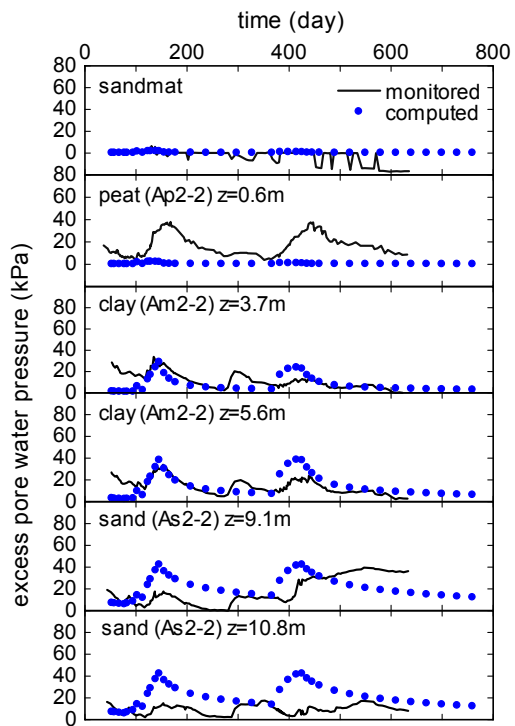 time (day)
0 200 400 600 800
excess pore water pressure (kPa)
80
60
40
20
0
sandmat
monitored
computed
80
60
40
20
0
peat (Ap2-2) z=0.6m
80
60
40
20
0
clay (Am2-2) z=3.7m
80
60
40
20
0
clay (Am2-2) z=5.6m
80
60
40
20
0
sand (As2-2) z=9.1m
80
60
40
20
0
sand (As2-2) z=10.8m